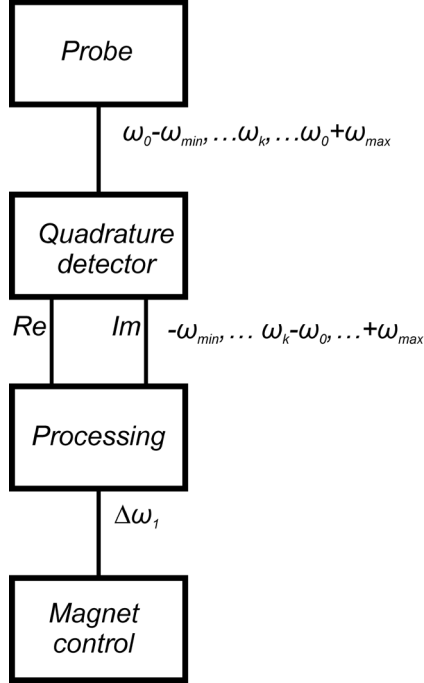 Probe
ω₀-ωₘᵢₙ,…ωₖ,…ω₀+ωₘₐₓ
Quadrature
detector
Re Im -ωₘᵢₙ,… ωₖ-ω₀,…+ωₘₐₓ
Processing
Δω₁
Magnet
control